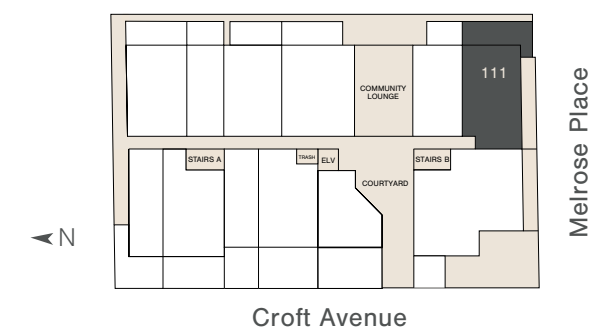 111
COMMUNITY
LOUNGE
STAIRS A
TRASH
ELV
STAIRS B
COURTYARD
Melrose Place
N
Croft Avenue